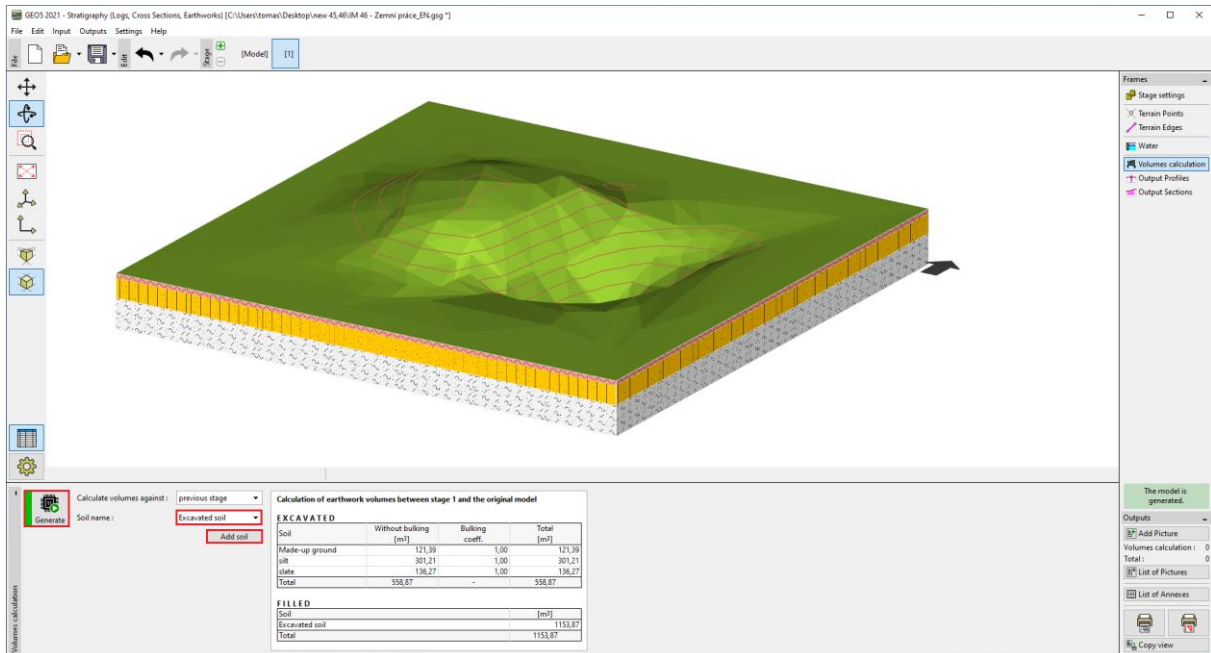 GEO5 2021 - Stratigraphy (Logs, Cross Sections, Earthworks) [C:\Users\tomas\Desktop\new 45,46\IM 46 - Zemní práce_EN.gsg *]
File Edit Input Outputs Settings Help
File
Edit
Stage
[Model]
[1]
Frames
Stage settings
Terrain Points
Terrain Edges
Water
Volumes calculation
Output Profiles
Output Sections
Volumes calculation
Generate
Calculate volumes against : previous stage
Soil name : Excavated soil
Add soil
Calculation of earthwork volumes between stage 1 and the original model
EXCAVATED
Soil Without bulking [m³] Bulking coeff. Total [m³]
Made-up ground 121,39 1,00 121,39
silt 301,21 1,00 301,21
slate 136,27 1,00 136,27
Total 558,87 - 558,87
FILLED
Soil [m³]
Excavated soil 1153,87
Total 1153,87
The model is
generated.
Outputs
Add Picture
Volumes calculation : 0
Total : 0
List of Pictures
List of Annexes
Copy view